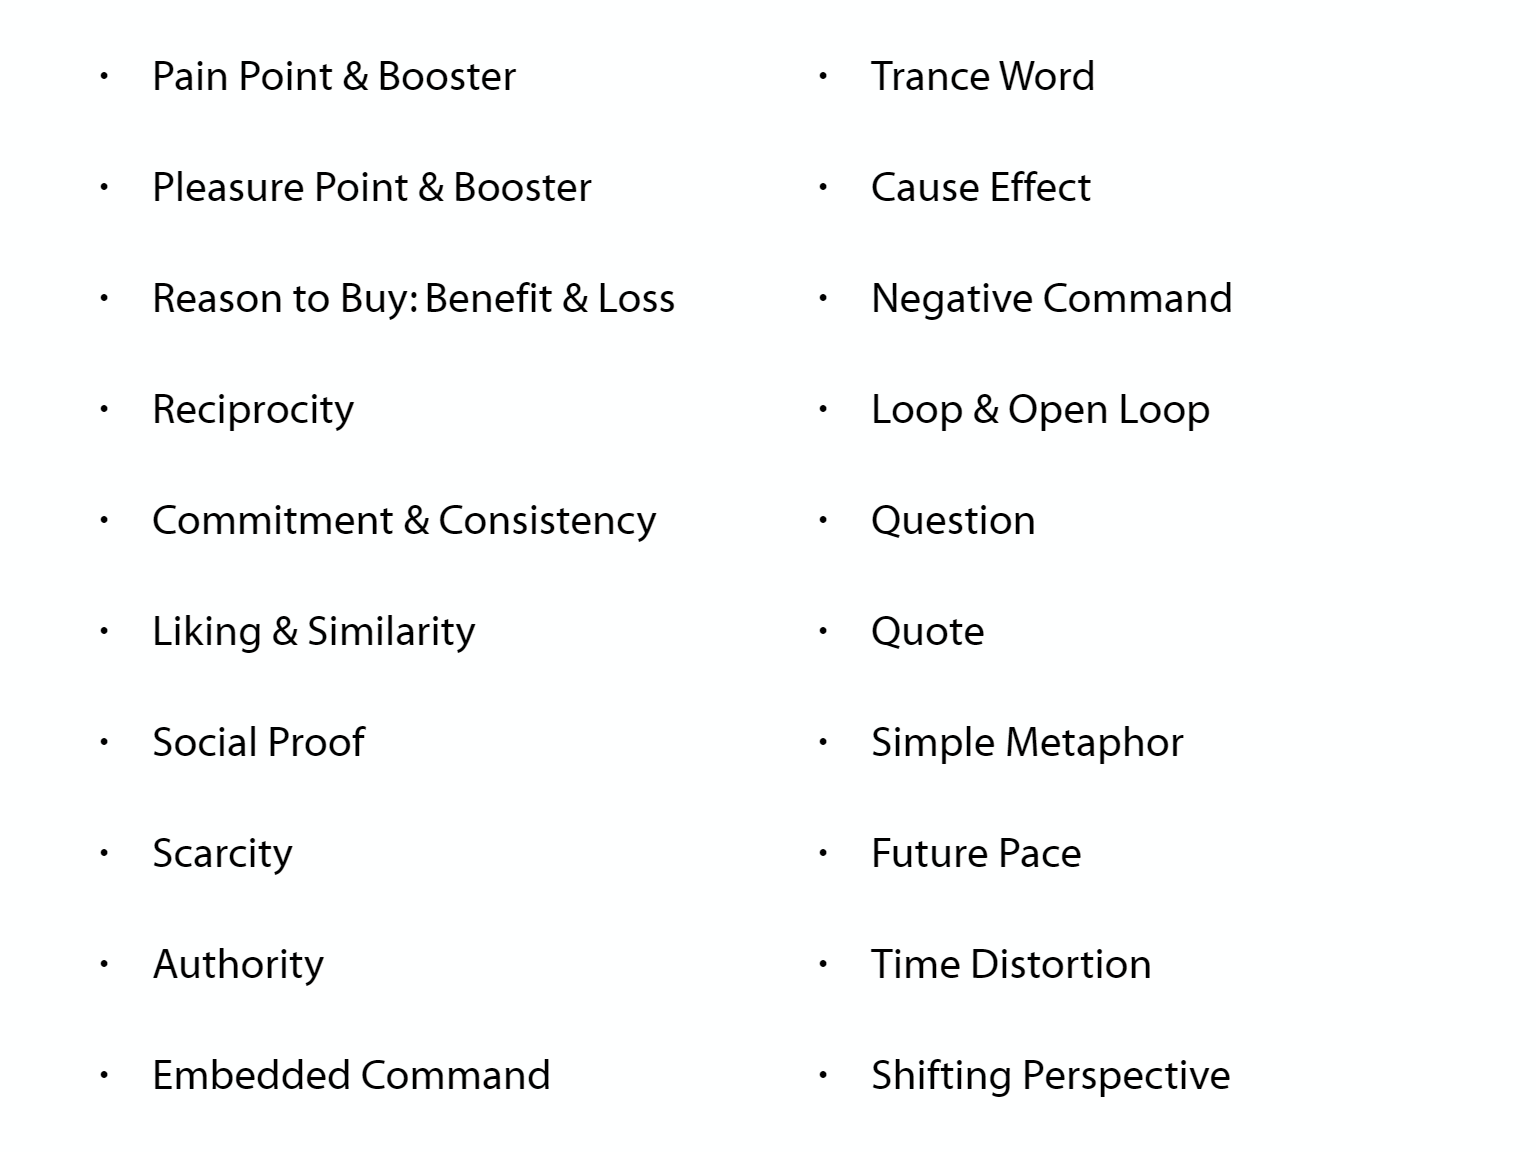 • Pain Point & Booster
• Pleasure Point & Booster
• Reason to Buy: Benefit & Loss
• Reciprocity
• Commitment & Consistency
• Liking & Similarity
• Social Proof
• Scarcity
• Authority
• Embedded Command
• Trance Word
• Cause Effect
• Negative Command
• Loop & Open Loop
• Question
• Quote
• Simple Metaphor
• Future Pace
• Time Distortion
• Shifting Perspective